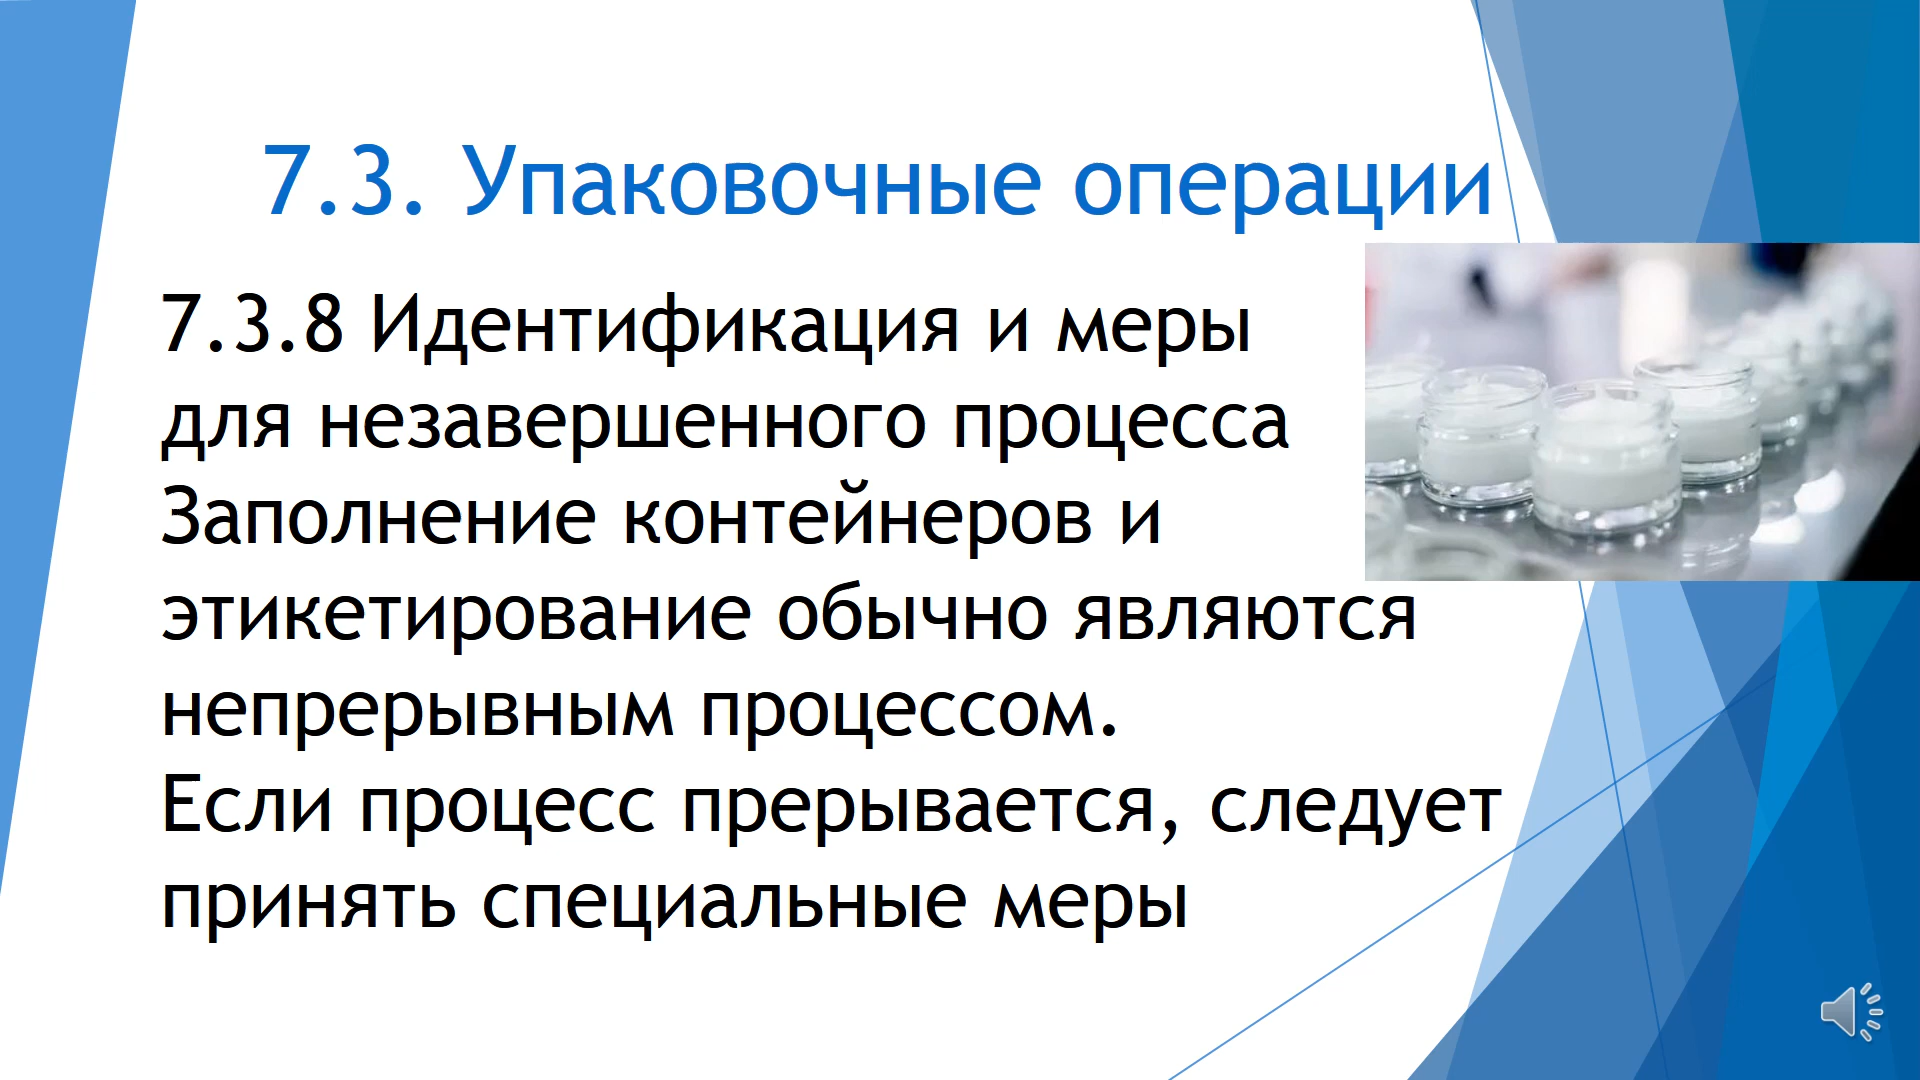 7.3. Упаковочные операции
7.3.8 Идентификация и меры
для незавершенного процесса
Заполнение контейнеров и
этикетирование обычно являются
непрерывным процессом.
Если процесс прерывается, следует
принять специальные меры